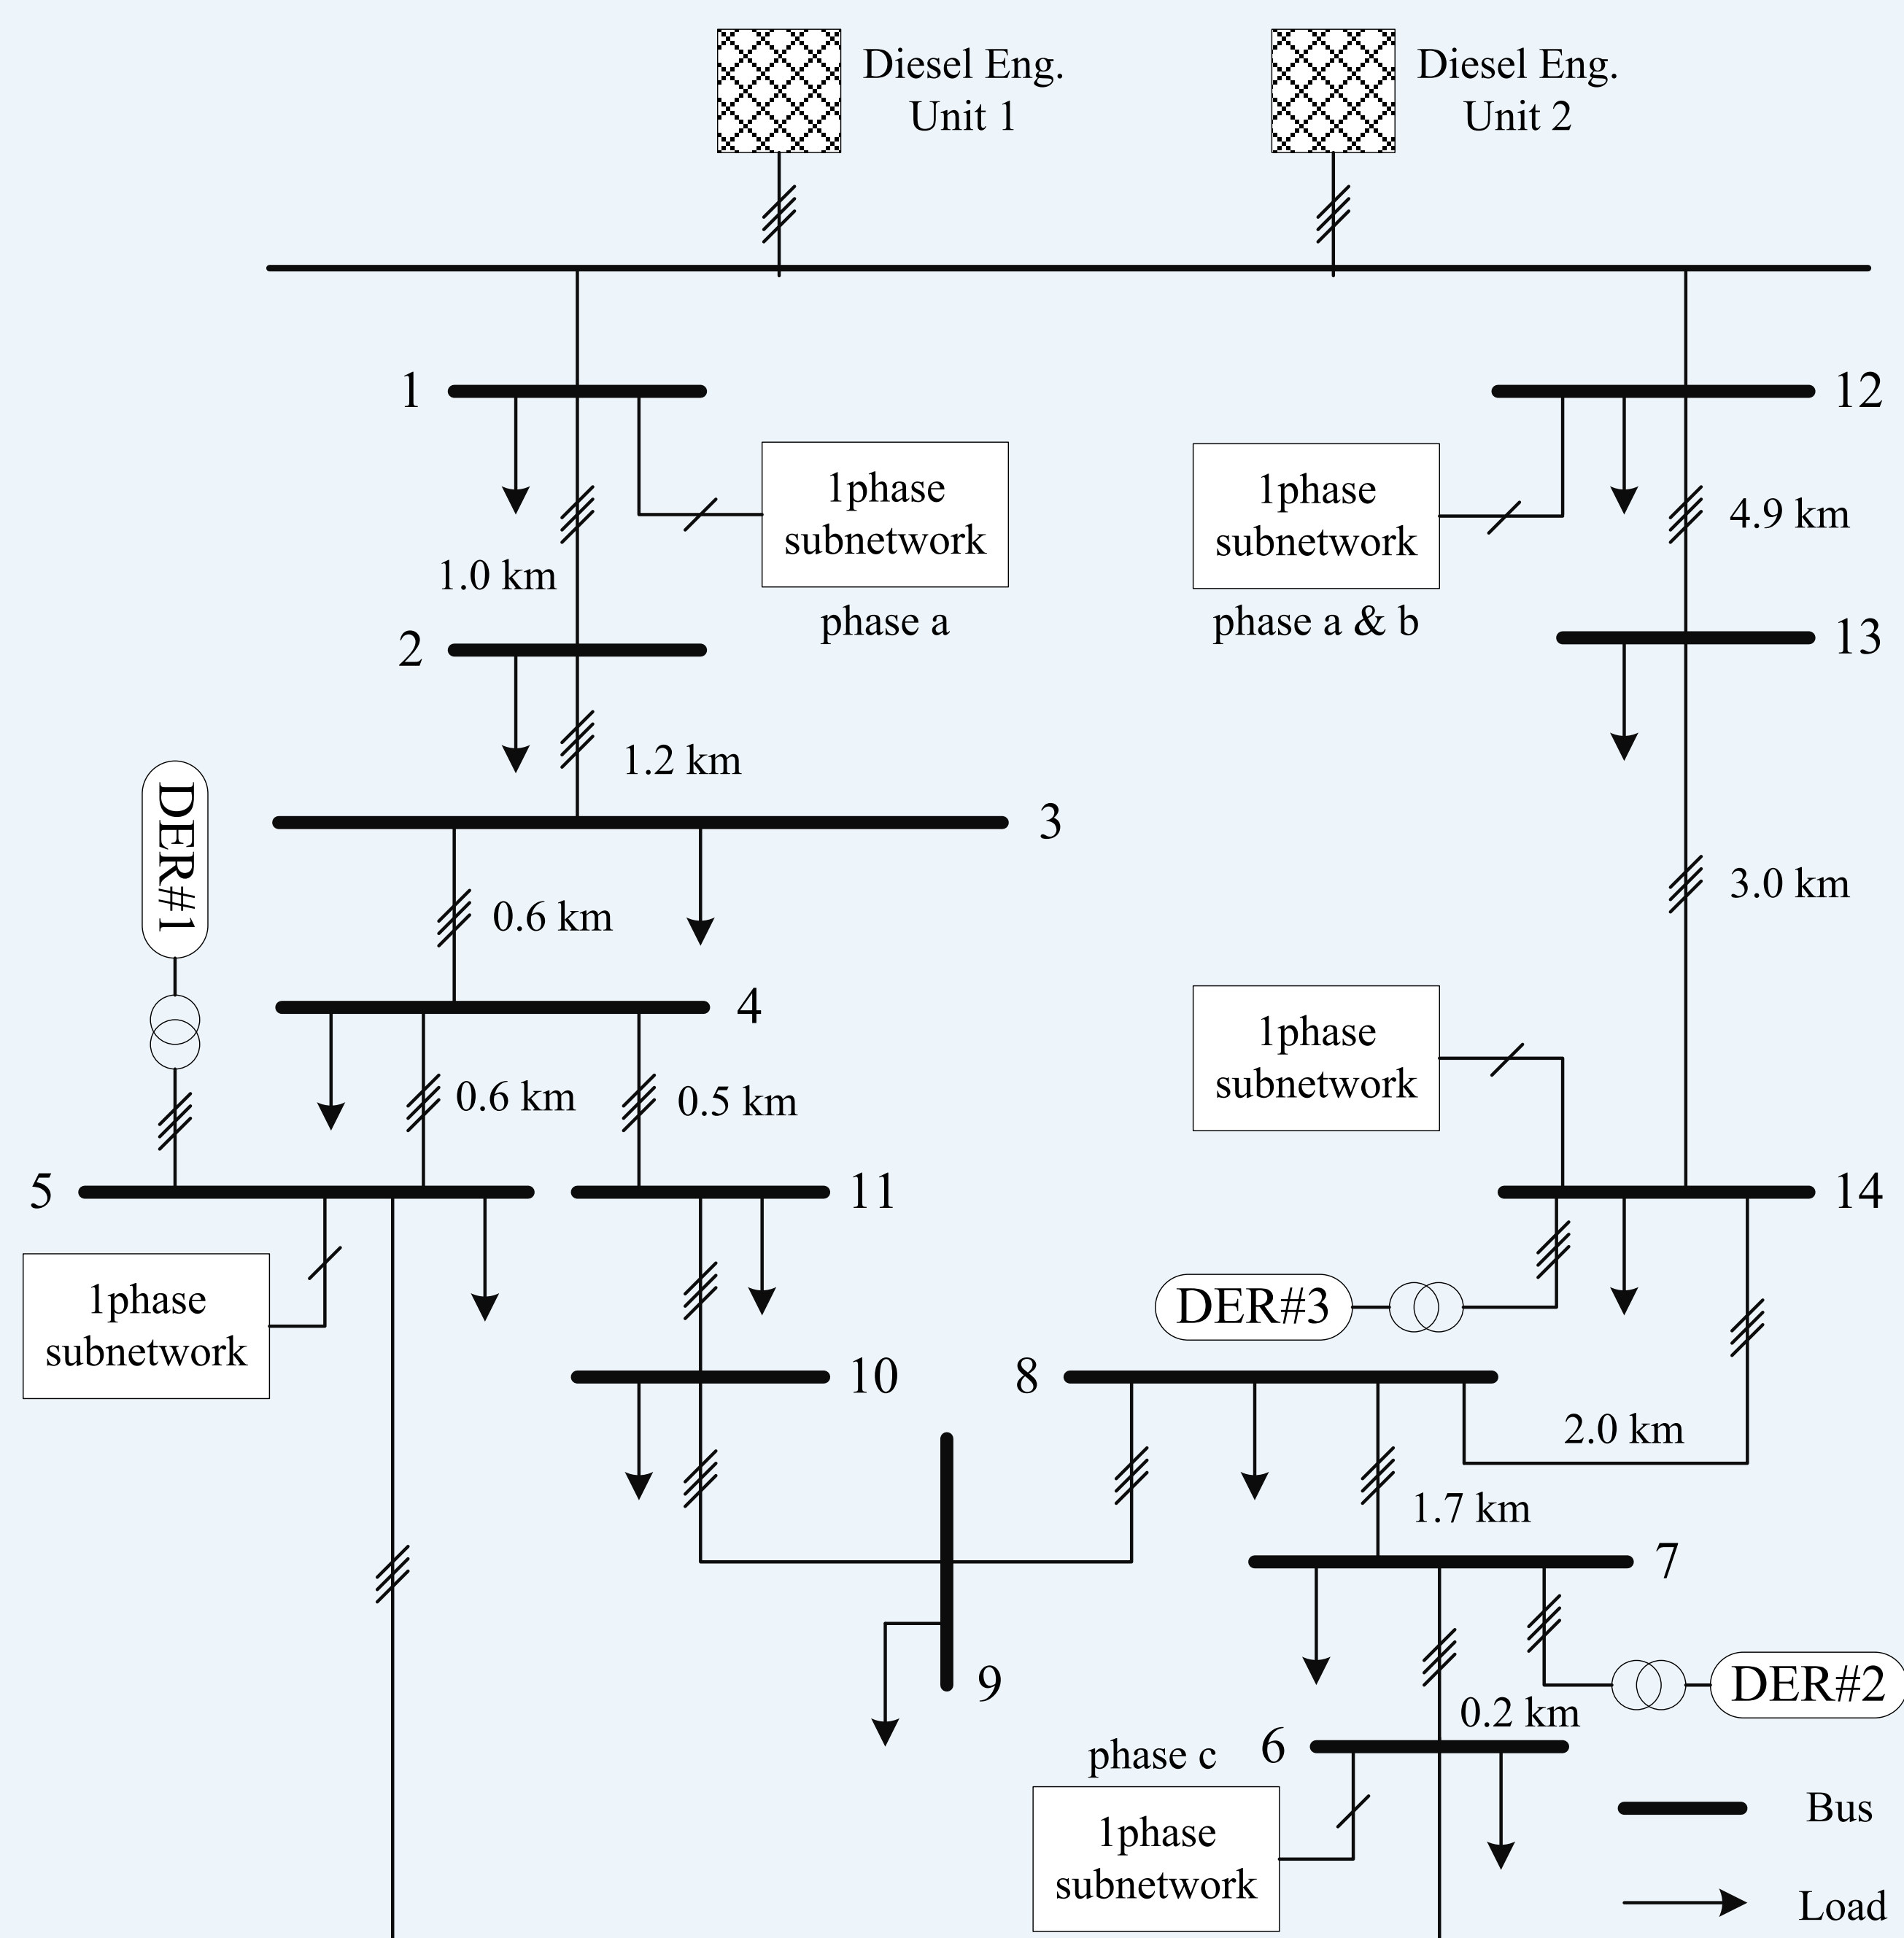 Diesel Eng.
Unit 1
Diesel Eng.
Unit 2
1
12
1phase
subnetwork
phase a
1phase
subnetwork
phase a & b
4.9 km
1.0 km
2
13
1.2 km
DER#1
3
0.6 km
3.0 km
4
1phase
subnetwork
0.6 km
0.5 km
5
11
14
1phase
subnetwork
DER#3
10
8
2.0 km
1.7 km
7
9
DER#2
0.2 km
6
phase c
1phase
subnetwork
Bus
Load